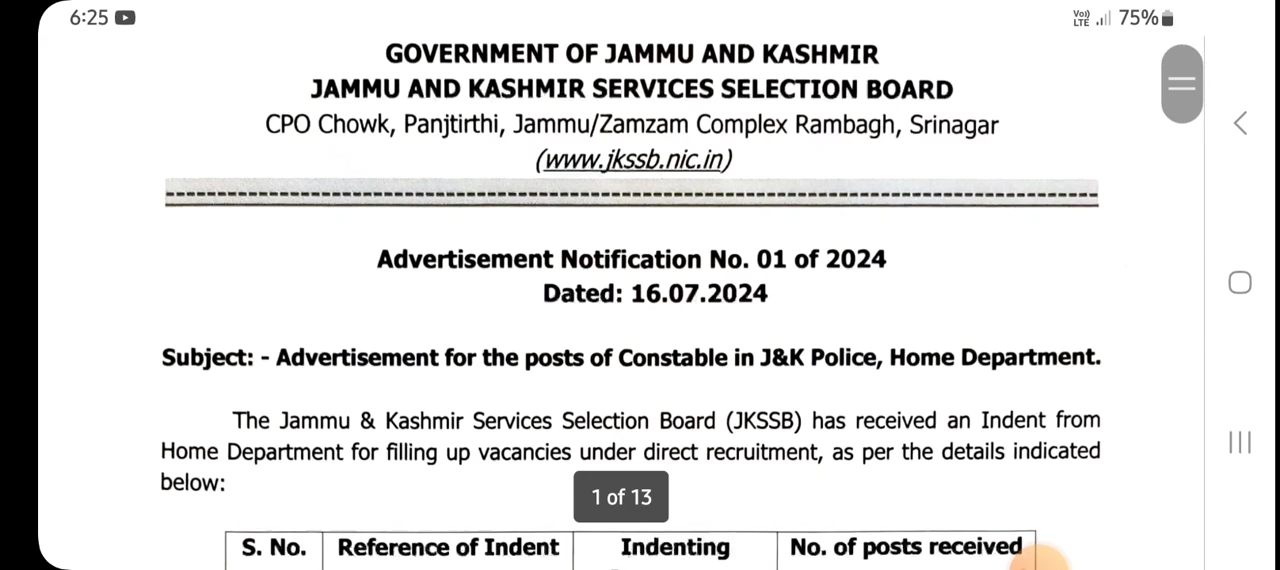 6:25
Vo)) LTE 75%
GOVERNMENT OF JAMMU AND KASHMIR
JAMMU AND KASHMIR SERVICES SELECTION BOARD
CPO Chowk, Panjtirthi, Jammu/Zamzam Complex Rambagh, Srinagar
(www.jkssb.nic.in)
Advertisement Notification No. 01 of 2024
Dated: 16.07.2024
Subject: - Advertisement for the posts of Constable in J&K Police, Home Department.
The Jammu & Kashmir Services Selection Board (JKSSB) has received an Indent from
Home Department for filling up vacancies under direct recruitment, as per the details indicated
below:
1 of 13
S. No. Reference of Indent Indenting No. of posts received